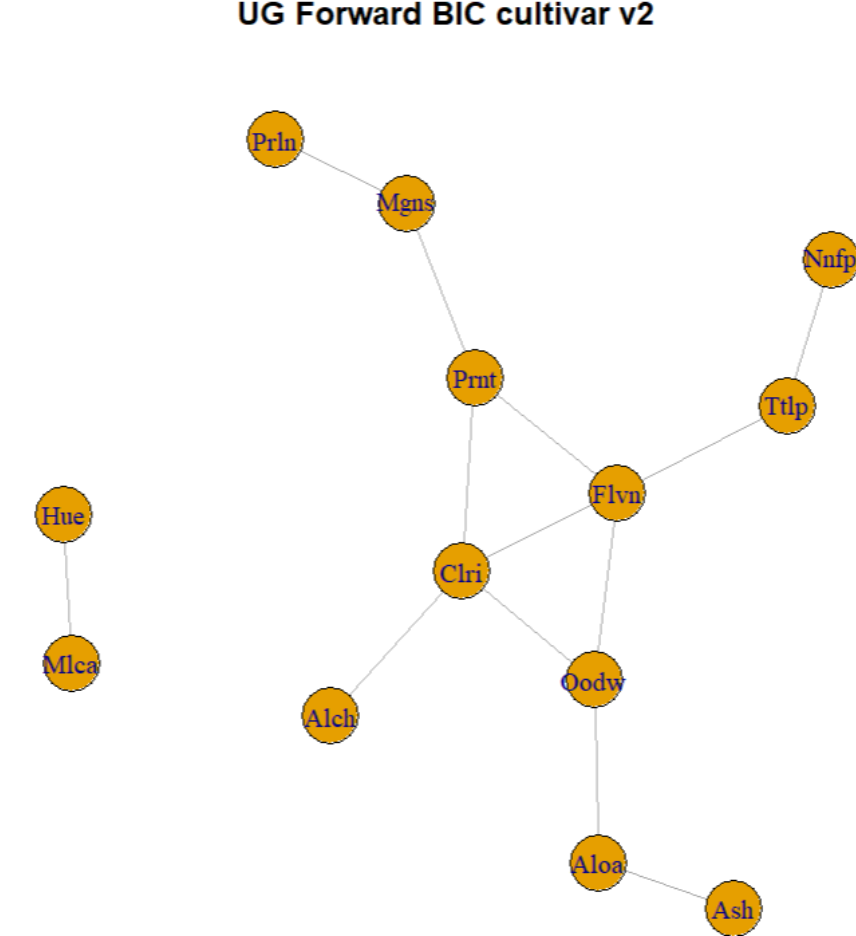 UG Forward BIC cultivar v2
Prln
Mgns
Nnfp
Prnt
Ttlp
Flvn
Hue
Clri
Mlca
Oodw
Alch
Aloa
Ash